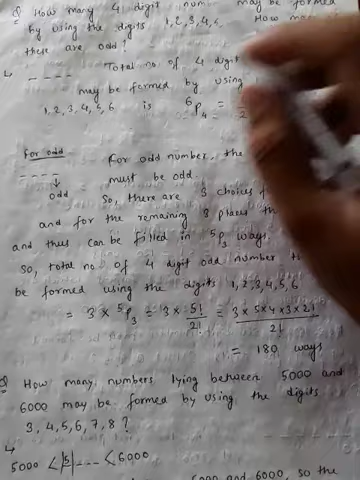 Q How many 4 digit num may be formed
by using the digits 1,2,3,4, How many
there are odd?
Total no. of 4 digit
may be formed by using
1,2,3,4,5,6 is 6P4 =
For odd
For odd number, the
must be odd.
odd So, there are 3 choices f
and for the remaining 3 places th
and thus can be filled in 5P3 ways.
So, total no of 4 digit odd number
be formed using the digits 1,2,3,4,5,6
= 3 × 5P3 = 3 × 5!/2! = 3×5×4×3×2!/2!
= 180 ways
Q How many numbers lying between 5000 and
6000 may be formed by using the digits
3,4,5,6,7,8?
5000 < |5| - - - < 6000
5000 and 6000, so the